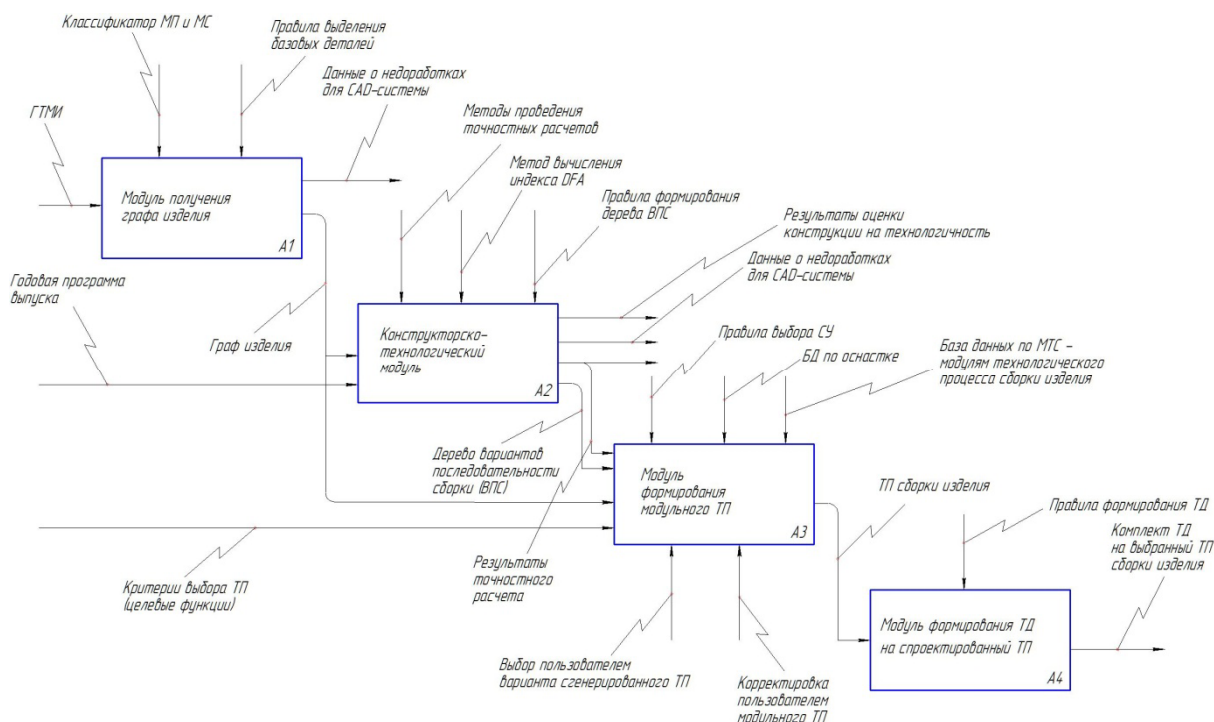 Классификатор МП и МС
Правила выделения
базовых деталей
Данные о недоработках
для CAD-системы
ГТМИ
Модуль получения
графа изделия
А1
Методы проведения
точностных расчетов
Метод вычисления
индекса DFA
Правила формирования
дерева ВПС
Результаты оценки
конструкции на технологичность
Данные о недоработках
для CAD-системы
Годовая программа
выпуска
Граф изделия
Конструкторско-
технологический
модуль
А2
Правила выбора СУ
БД по оснастке
База данных по МТС –
модулям технологического
процесса сборки изделия
Дерево вариантов
последовательности
сборки (ВПС)
Модуль
формирования
модульного ТП
А3
ТП сборки изделия
Правила формирования ТД
Комплект ТД
на выбранный ТП
сборки изделия
Критерии выбора ТП
(целевые функции)
Результаты
точностного
расчета
Модуль формирования ТД
на спроектированный ТП
А4
Выбор пользователем
варианта сгенерированного ТП
Корректировка
пользователем
модульного ТП